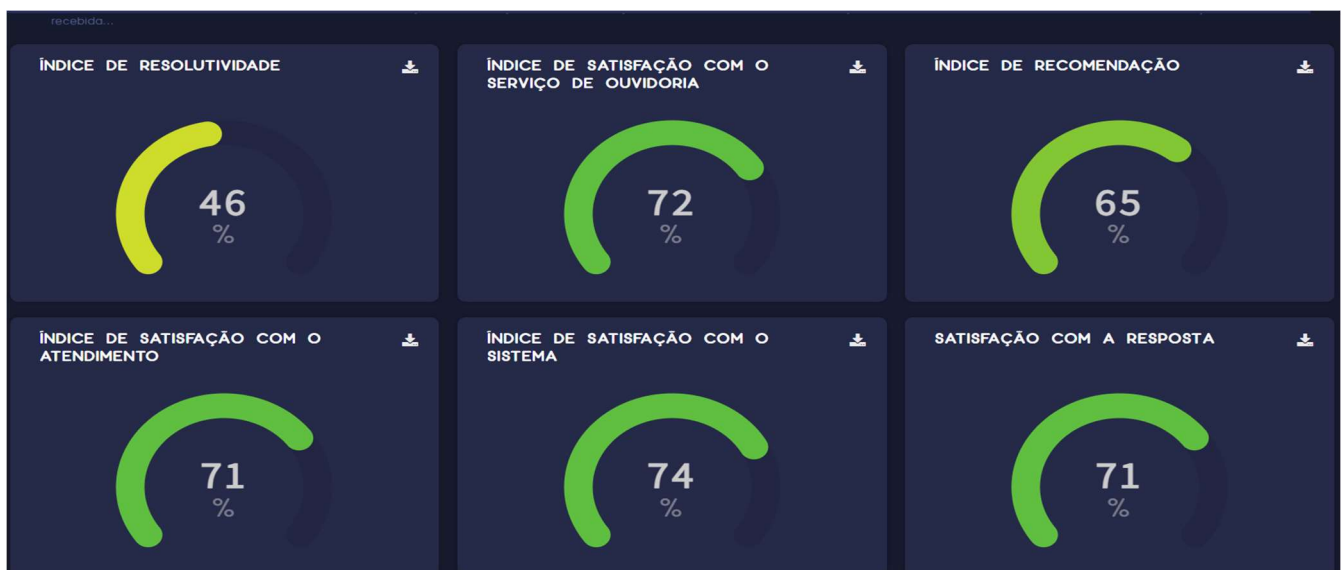 recebida...
ÍNDICE DE RESOLUTIVIDADE
46
%
ÍNDICE DE SATISFAÇÃO COM O
SERVIÇO DE OUVIDORIA
72
%
ÍNDICE DE RECOMENDAÇÃO
65
%
ÍNDICE DE SATISFAÇÃO COM O
ATENDIMENTO
71
%
ÍNDICE DE SATISFAÇÃO COM O
SISTEMA
74
%
SATISFAÇÃO COM A RESPOSTA
71
%